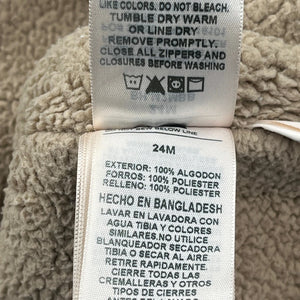 LIKE COLORS. DO NOT BLEACH.
TUMBLE DRY WARM
OR LINE DRY
REMOVE PROMPTLY.
CLOSE ALL ZIPPERS AND
CLOSURES BEFORE WASHING
BELOW LINE
24M
EXTERIOR: 100% ALGODON
FORROS: 100% POLIESTER
RELLENO: 100% POLIESTER
HECHO EN BANGLADESH
LAVAR EN LAVADORA CON
AGUA TIBIA Y COLORES
SIMILARES.NO UTILICE
BLANQUEADOR SECADORA
TIBIA O SECAR AL AIRE.
RETIRE RAPIDAMENTE.
CIERRE TODAS LAS
CREMALLERAS Y OTROS
TIPOS DE CIERRES